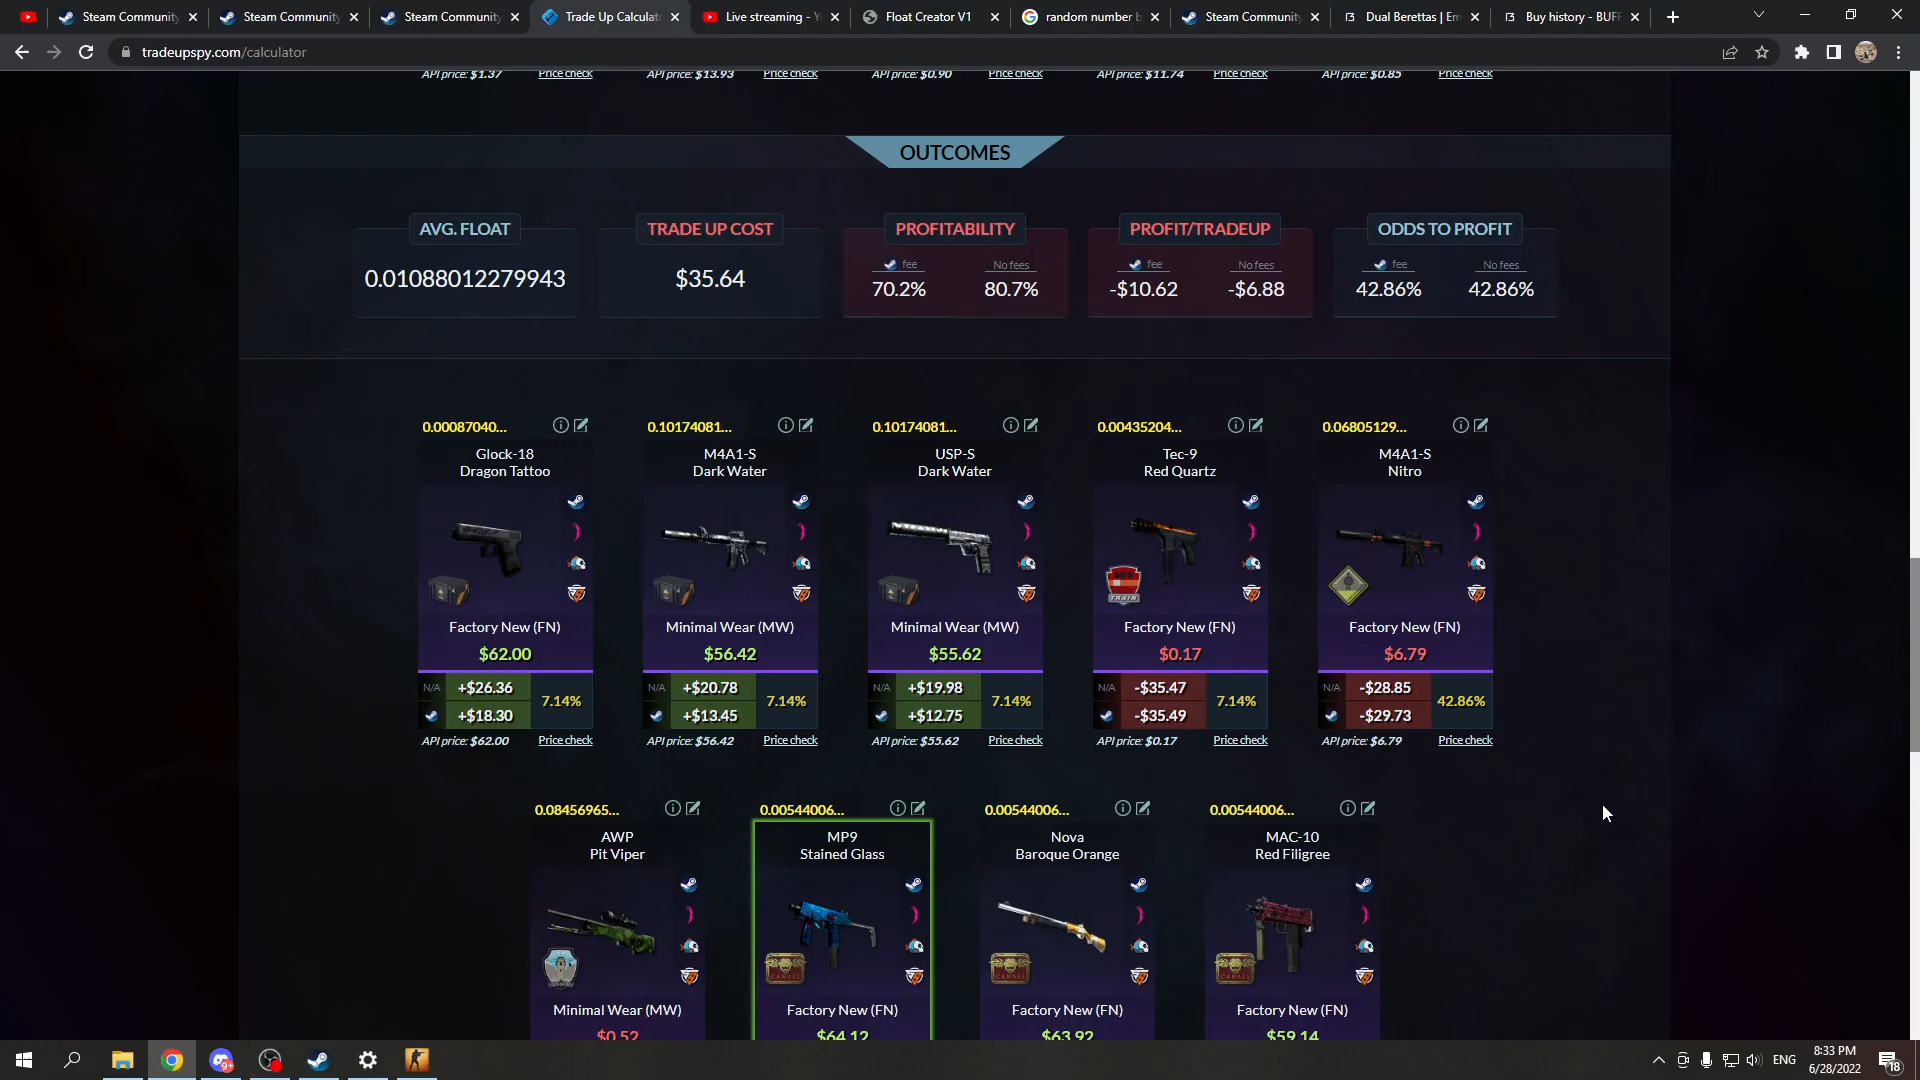 Steam Community
Steam Community
Steam Community
Trade Up Calculat
Live streaming - Y
Float Creator V1
random number
Steam Community
Dual Berettas | Em
Buy history - BUFF
tradeupspy.com/calculator
API price: $1.37 Price check
API price: $13.93 Price check
API price: $0.90 Price check
API price: $11.74 Price check
API price: $0.85 Price check
OUTCOMES
AVG. FLOAT
0.01088012279943
TRADE UP COST
$35.64
PROFITABILITY
fee No fees
70.2% 80.7%
PROFIT/TRADEUP
fee No fees
-$10.62 -$6.88
ODDS TO PROFIT
fee No fees
42.86% 42.86%
0.00087040...
Glock-18
Dragon Tattoo
Factory New (FN)
$62.00
N/A +$26.36
7.14%
+$18.30
API price: $62.00 Price check
0.10174081...
M4A1-S
Dark Water
Minimal Wear (MW)
$56.42
N/A +$20.78
7.14%
+$13.45
API price: $56.42 Price check
0.10174081...
USP-S
Dark Water
Minimal Wear (MW)
$55.62
N/A +$19.98
7.14%
+$12.75
API price: $55.62 Price check
0.00435204...
Tec-9
Red Quartz
TRAIN
Factory New (FN)
$0.17
N/A -$35.47
7.14%
-$35.49
API price: $0.17 Price check
0.06805129...
M4A1-S
Nitro
Factory New (FN)
$6.79
N/A -$28.85
42.86%
-$29.73
API price: $6.79 Price check
0.08456965...
AWP
Pit Viper
Minimal Wear (MW)
$0.52
0.00544006...
MP9
Stained Glass
CANALS
Factory New (FN)
$64.12
0.00544006...
Nova
Baroque Orange
CANALS
Factory New (FN)
$63.92
0.00544006...
MAC-10
Red Filigree
CANALS
Factory New (FN)
$59.14
9+
ENG
8:33 PM
6/28/2022
18